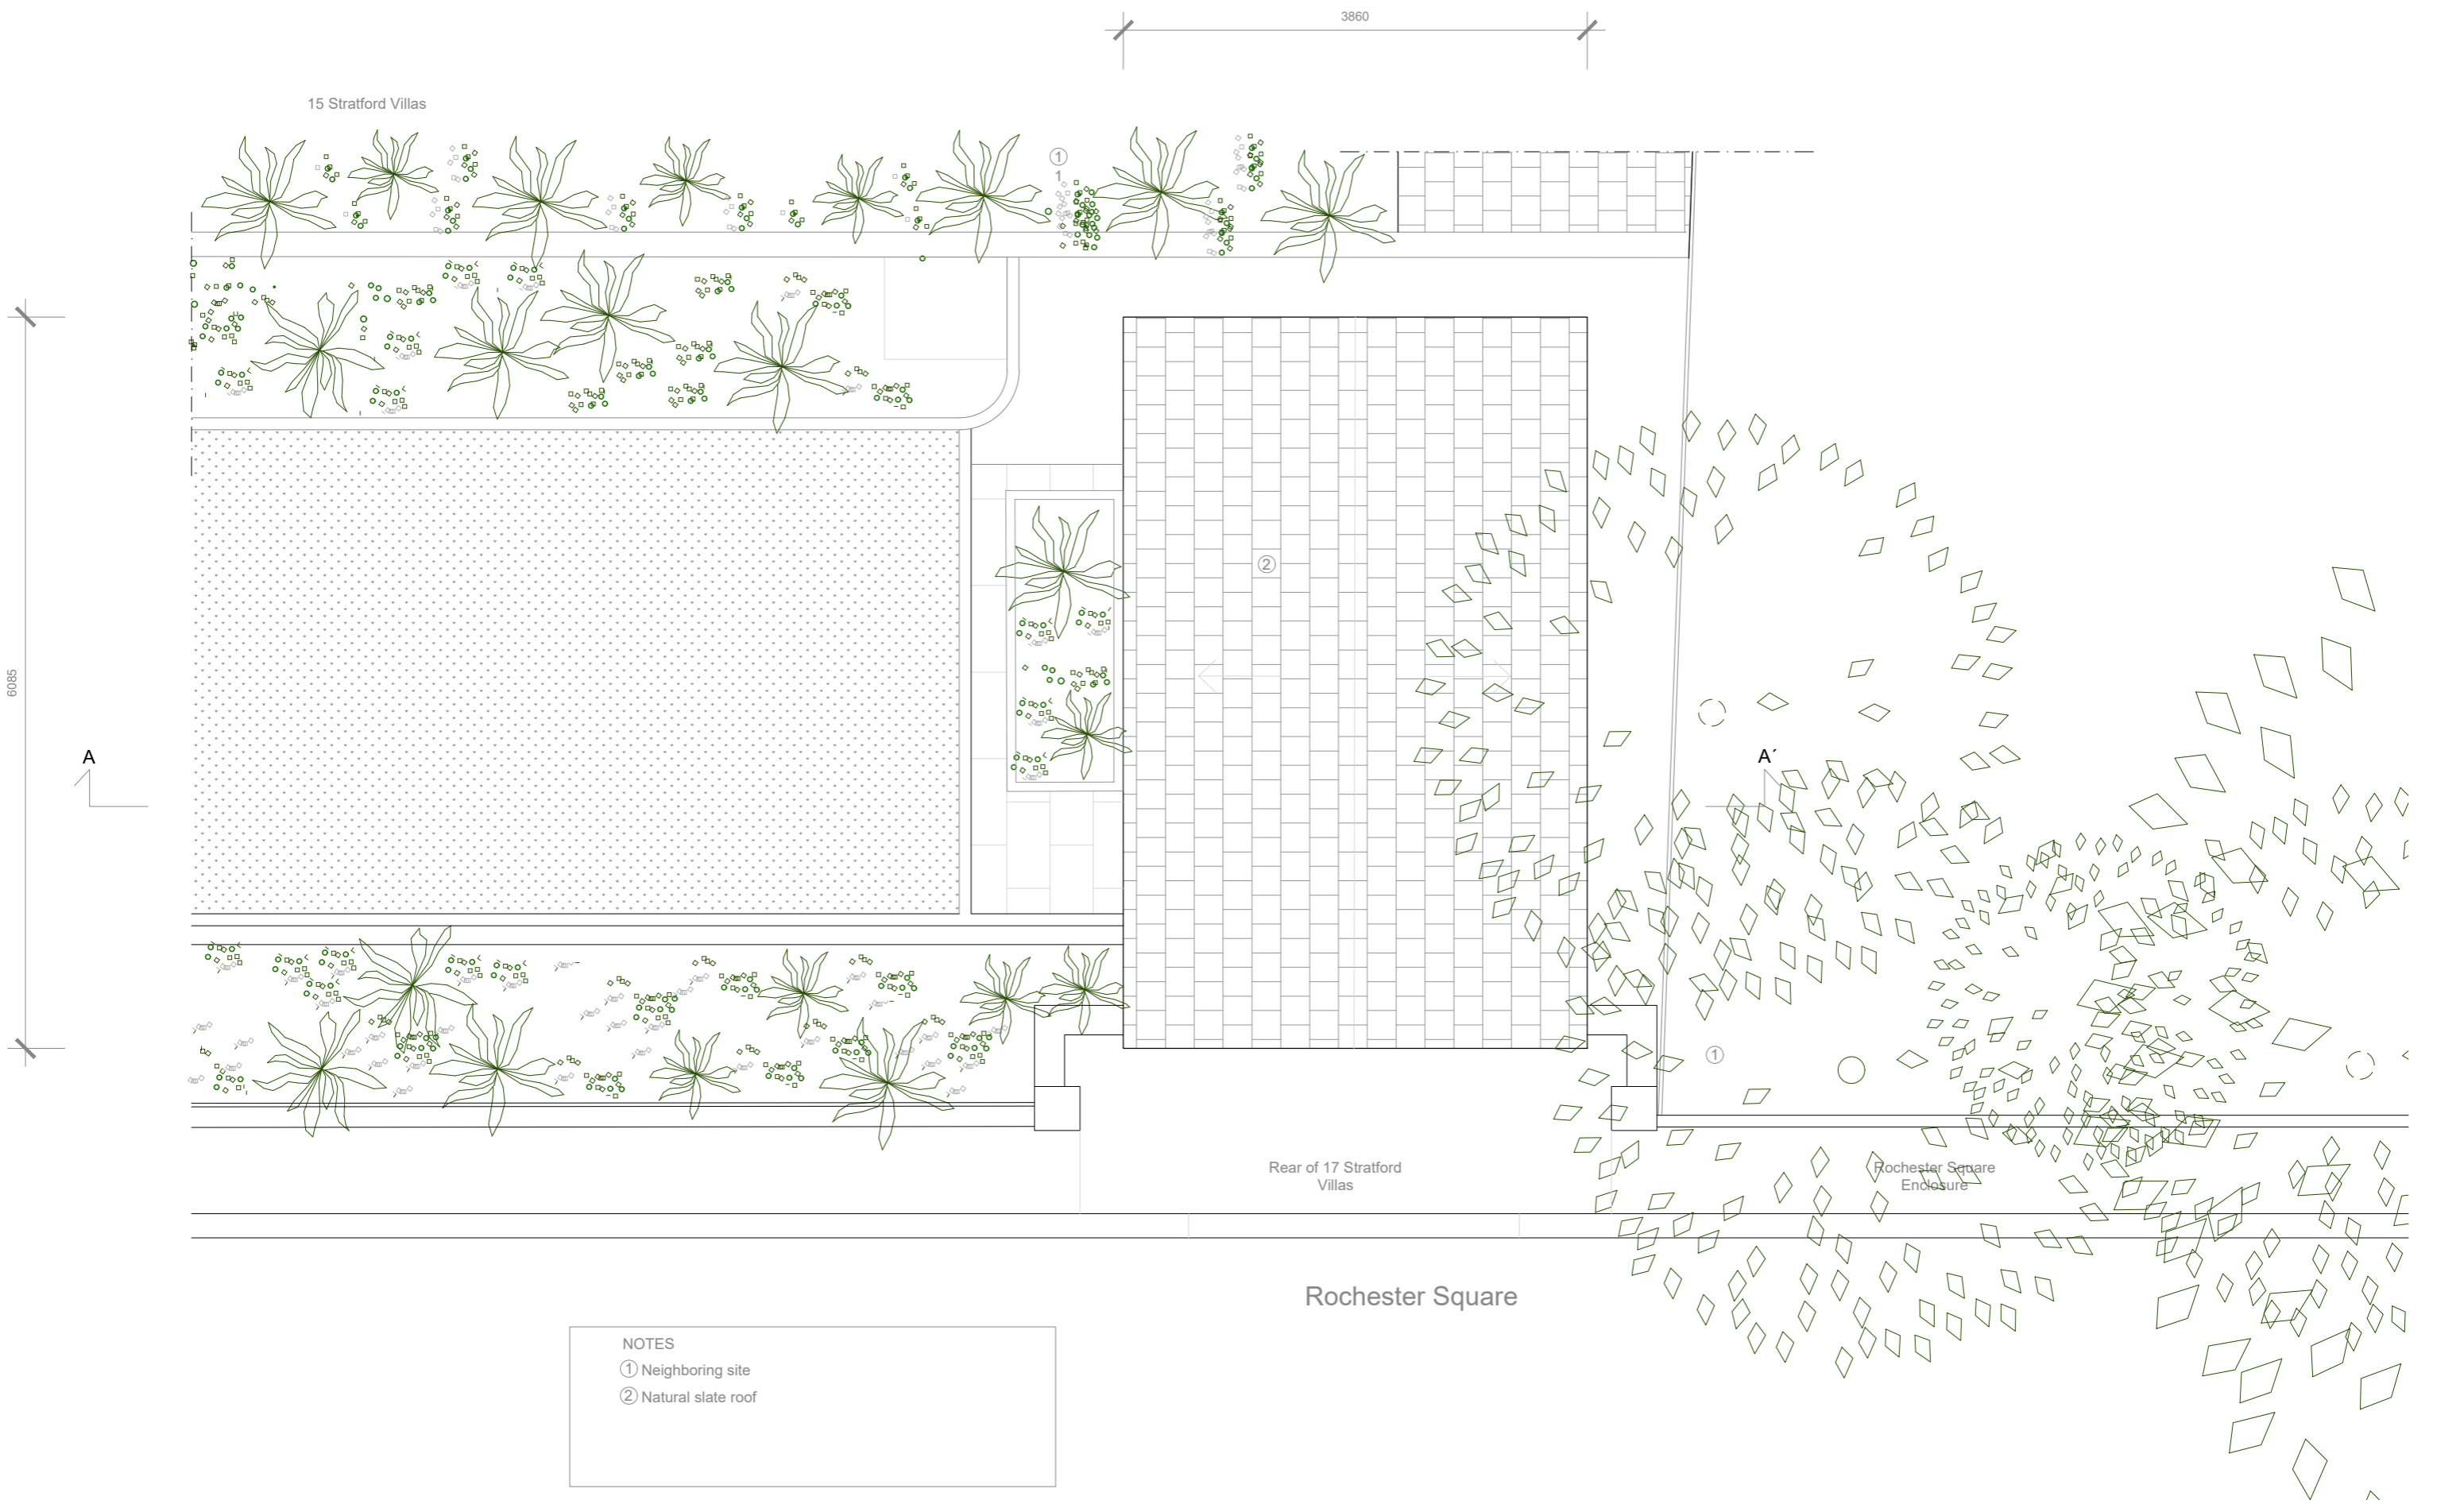 3860
15 Stratford Villas
1
1
2
6085
A
A´
1
Rear of 17 Stratford
Villas
Rochester Square
Enclosure
Rochester Square
NOTES
1 Neighboring site
2 Natural slate roof